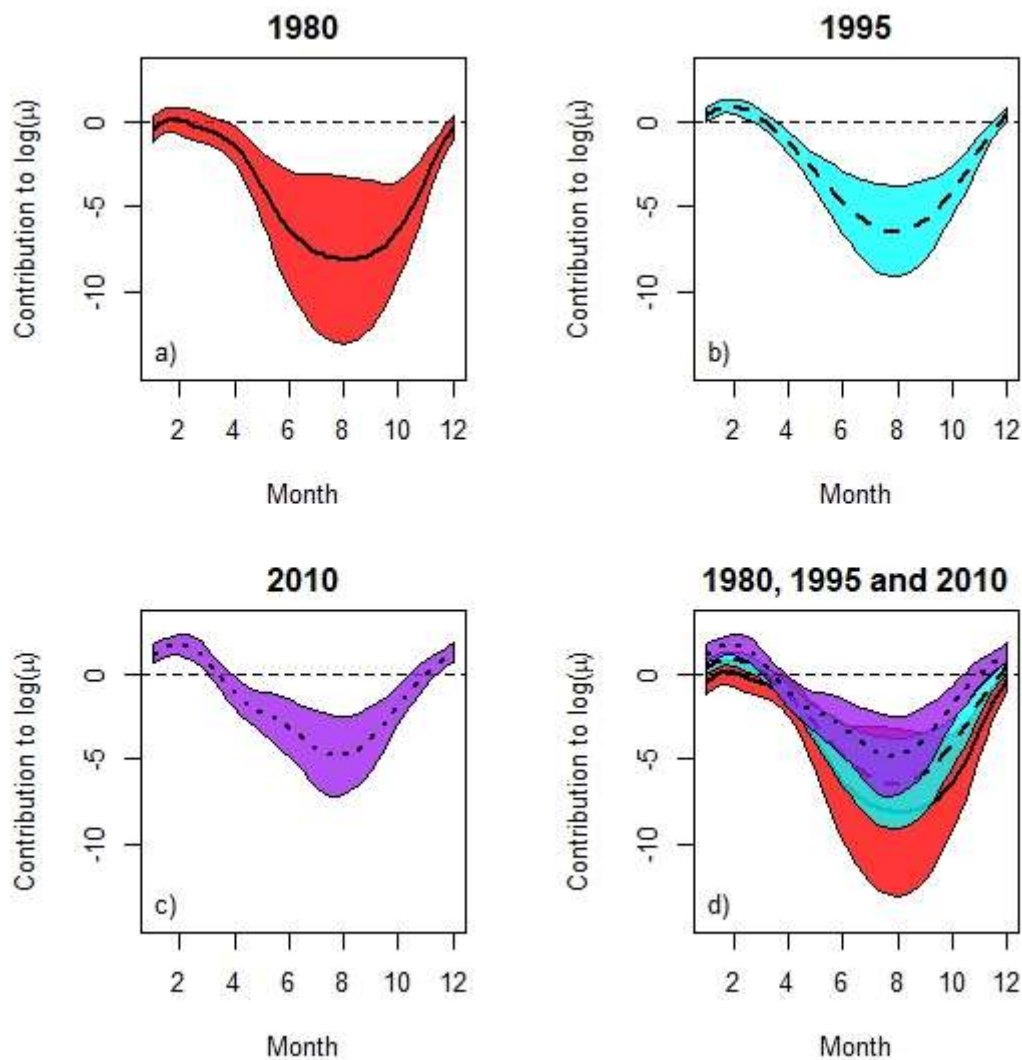 1980
Contribution to log(μ)
0
-5
-10
a)
2 4 6 8 10 12
Month
1995
Contribution to log(μ)
0
-5
-10
b)
2 4 6 8 10 12
Month
2010
Contribution to log(μ)
0
-5
-10
c)
2 4 6 8 10 12
Month
1980, 1995 and 2010
Contribution to log(μ)
0
-5
-10
d)
2 4 6 8 10 12
Month